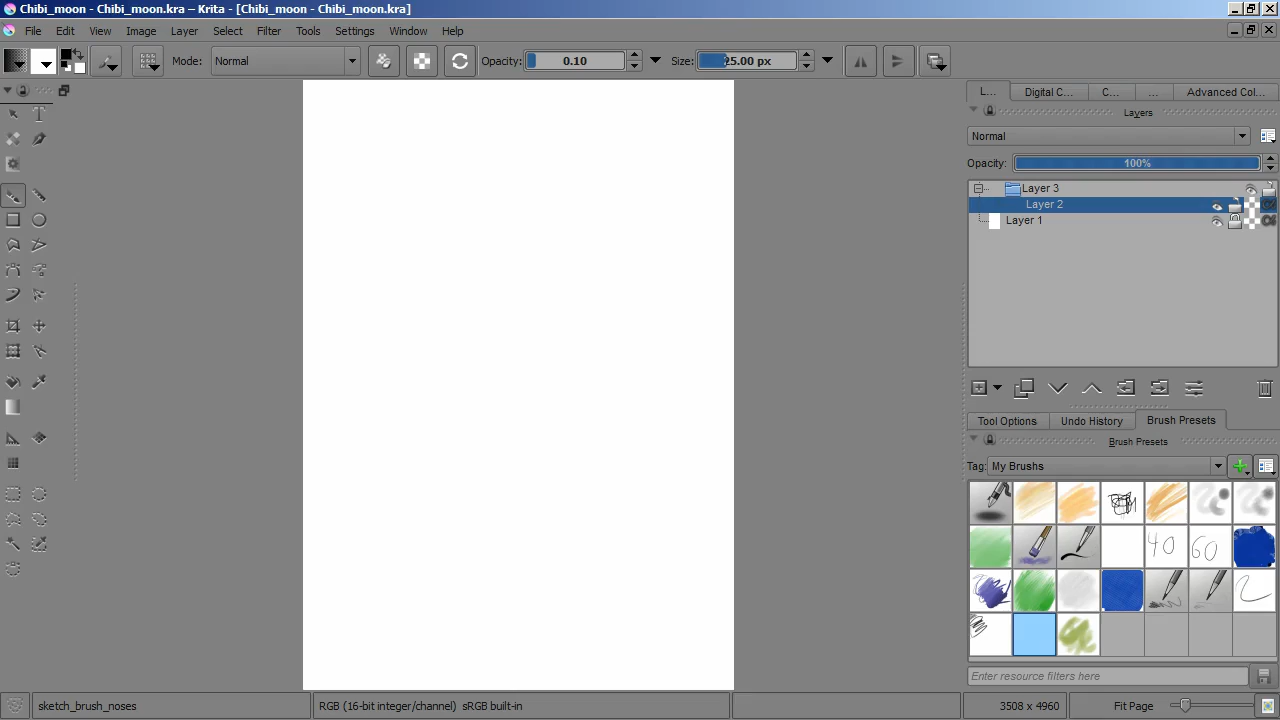 Chibi_moon - Chibi_moon.kra – Krita - [Chibi_moon - Chibi_moon.kra]
File Edit View Image Layer Select Filter Tools Settings Window Help
Mode: Normal Opacity: 0.10 Size: 25.00 px
L... Digital C... C... ... Advanced Col...
Layers
Normal
Opacity: 100%
Layer 3
Layer 2
Layer 1
Tool Options Undo History Brush Presets
Brush Presets
Tag: My Brushes
40 60
Enter resource filters here
sketch_brush_noses RGB (16-bit integer/channel) sRGB built-in 3508 x 4960 Fit Page